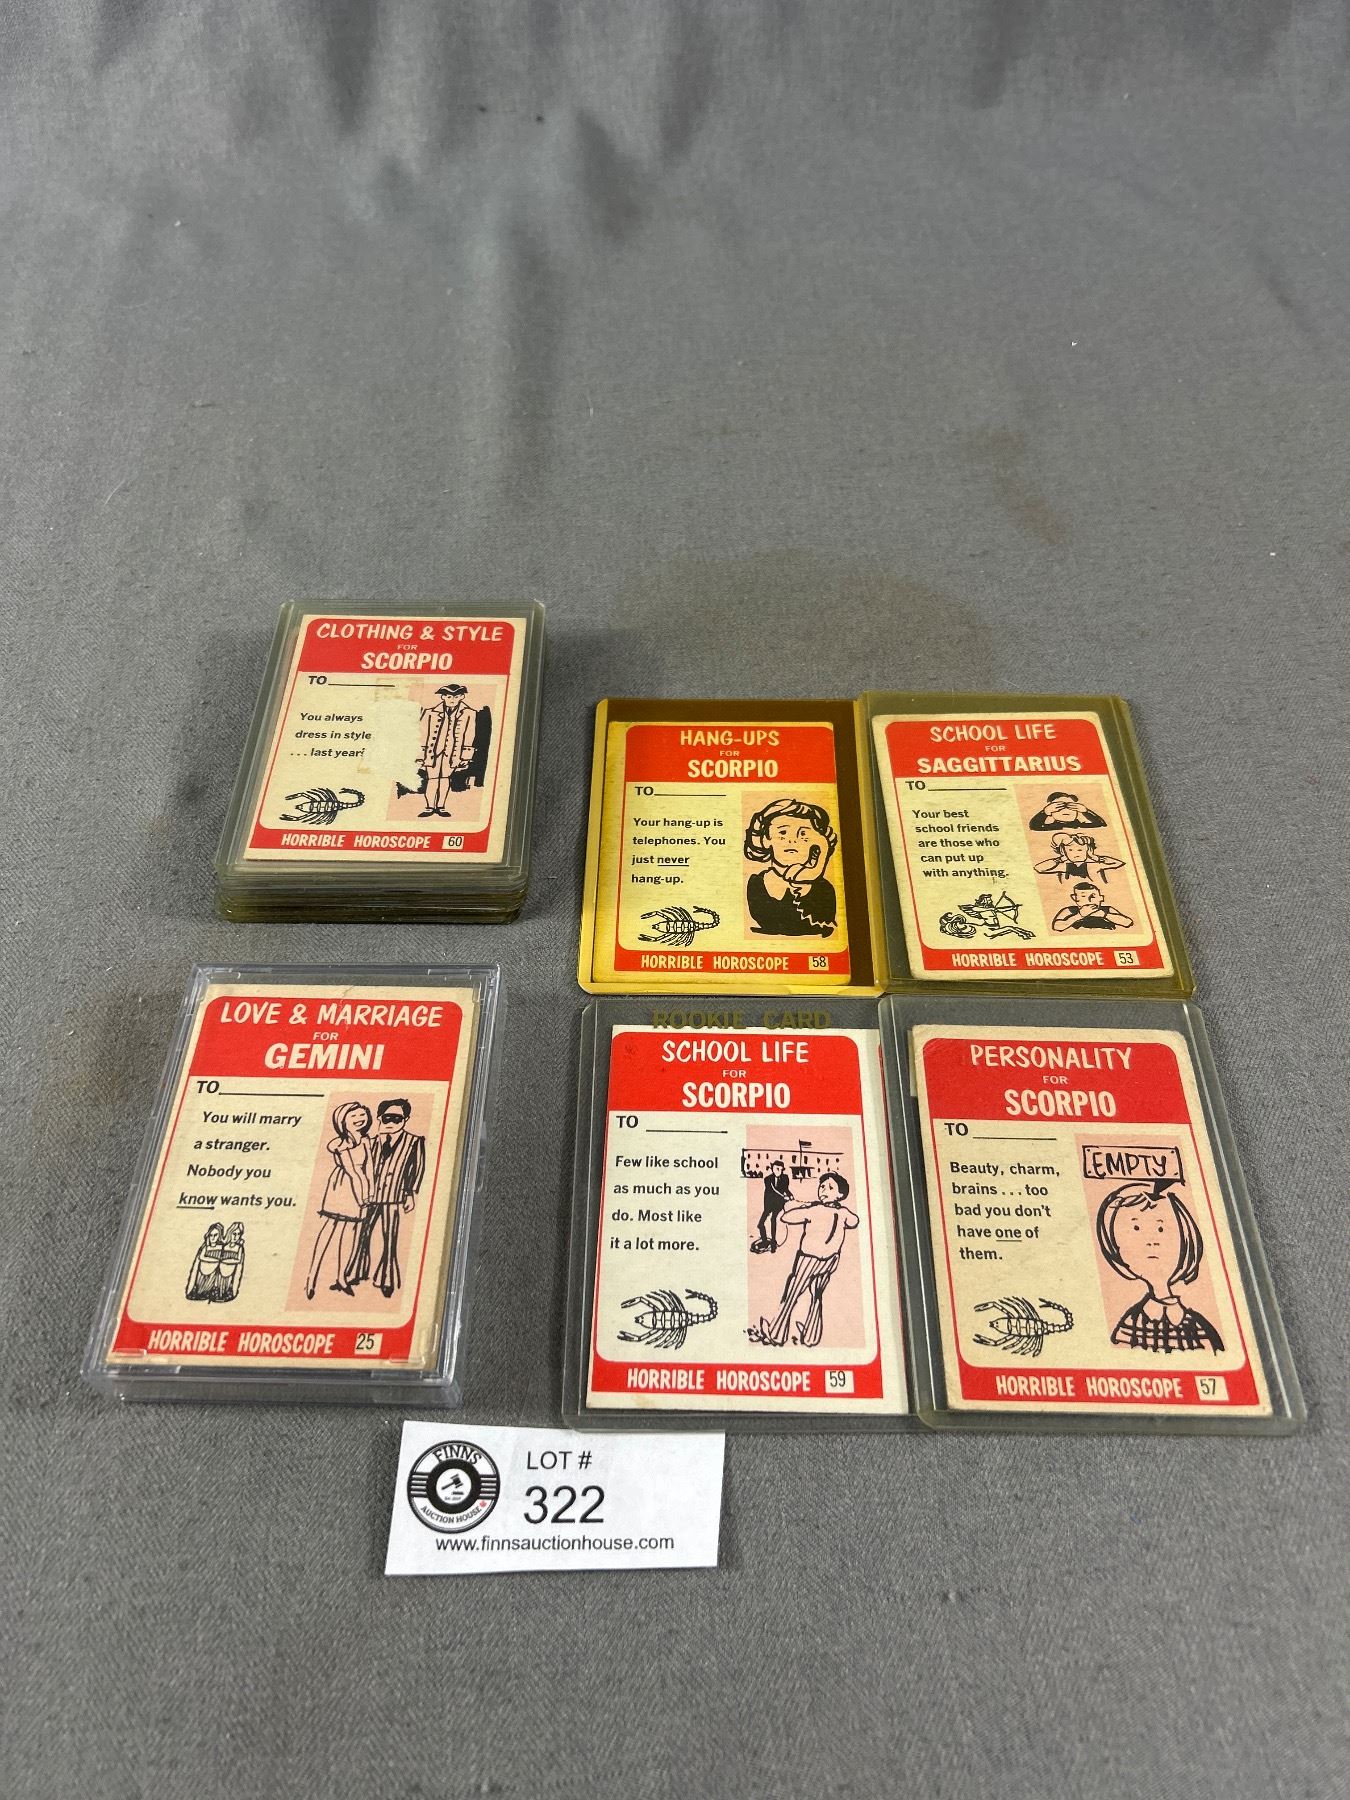 CLOTHING & STYLE
FOR
SCORPIO
TO
You always
dress in style
... last year!
HORRIBLE HOROSCOPE 60
HANG-UPS
FOR
SCORPIO
TO
Your hang-up is
telephones. You
just never
hang-up.
HORRIBLE HOROSCOPE 58
SCHOOL LIFE
FOR
SAGGITTARIUS
TO
Your best
school friends
are those who
can put up
with anything.
HORRIBLE HOROSCOPE 53
LOVE & MARRIAGE
FOR
GEMINI
TO
You will marry
a stranger.
Nobody you
know wants you.
HORRIBLE HOROSCOPE 25
ROOKIE CARD
SCHOOL LIFE
FOR
SCORPIO
TO
Few like school
as much as you
do. Most like
it a lot more.
HORRIBLE HOROSCOPE 59
PERSONALITY
FOR
SCORPIO
TO
EMPTY
Beauty, charm,
brains ... too
bad you don't
have one of
them.
HORRIBLE HOROSCOPE 57
FINNS
AUCTION HOUSE
LOT #
322
www.finnsauctionhouse.com